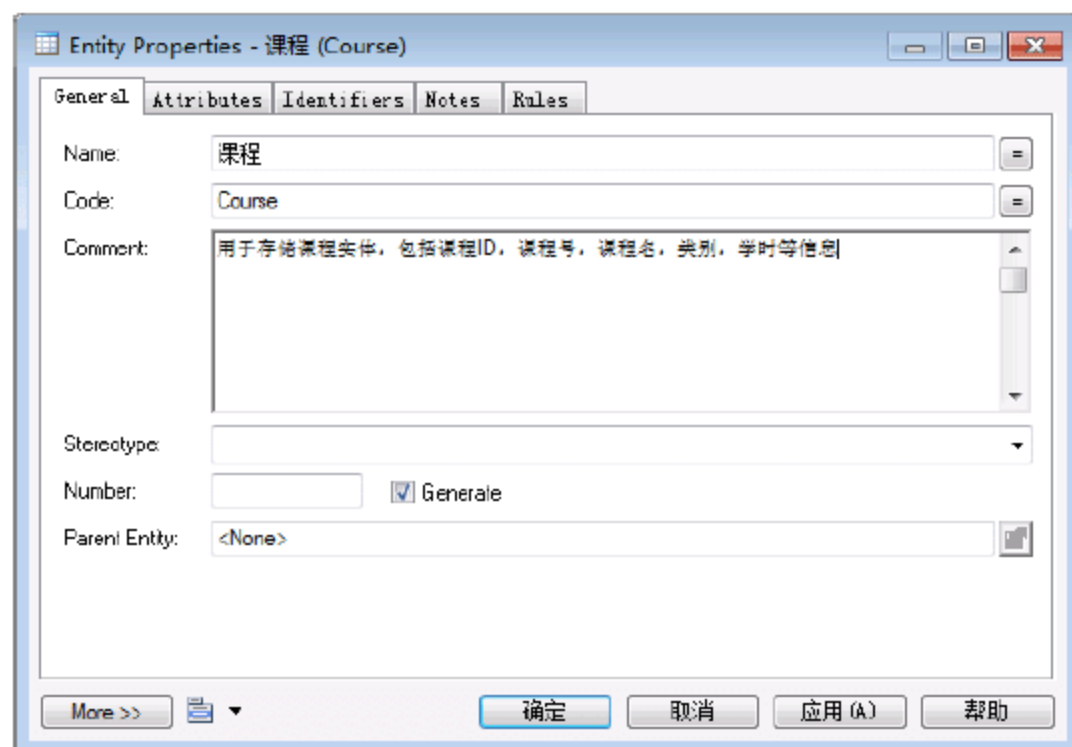 Entity Properties - 课程 (Course)
General Attributes Identifiers Notes Rules
Name: 课程 =
Code: Course =
Comment: 用于存储课程实体，包括课程ID，课程号，课程名，类别，学时等信息
Stereotype:
Number: Generate
Parent Entity: <None>
More >> 确定 取消 应用(A) 帮助